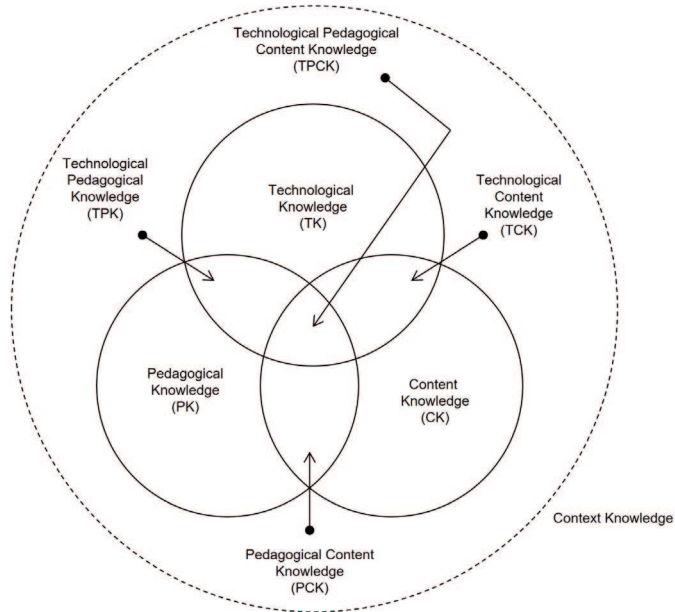 Technological Pedagogical
Content Knowledge
(TPCK)
Technological
Pedagogical
Knowledge
(TPK)
Technological
Knowledge
(TK)
Technological
Content
Knowledge
(TCK)
Pedagogical
Knowledge
(PK)
Content
Knowledge
(CK)
Context Knowledge
Pedagogical Content
Knowledge
(PCK)